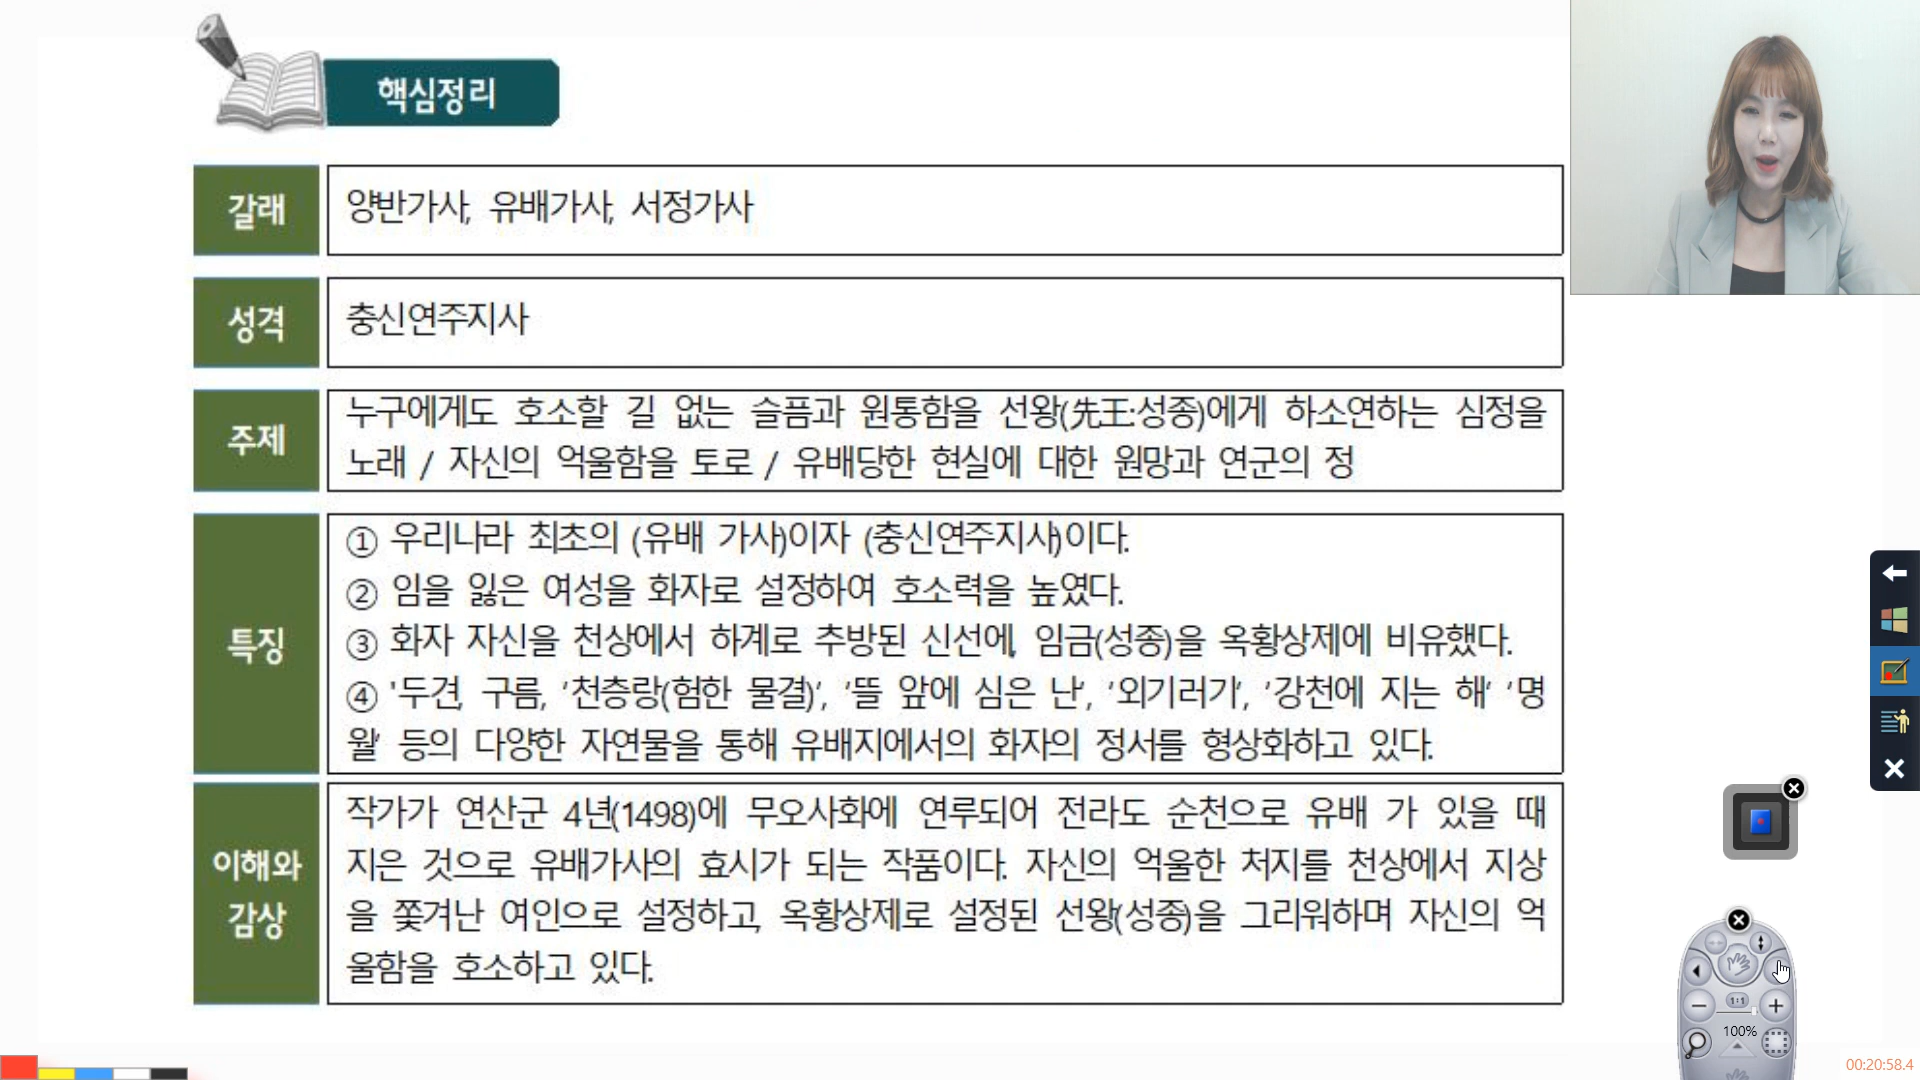 핵심정리
갈래
양반가사, 유배가사, 서정가사
성격
충신연주지사
주제
누구에게도 호소할 길 없는 슬픔과 원통함을 선왕(先王:성종)에게 하소연하는 심정을
노래 / 자신의 억울함을 토로 / 유배당한 현실에 대한 원망과 연군의 정
특징
① 우리나라 최초의 (유배 가사)이자 (충신연주지사)이다.
② 임을 잃은 여성을 화자로 설정하여 호소력을 높였다.
③ 화자 자신을 천상에서 하계로 추방된 신선에, 임금(성종)을 옥황상제에 비유했다.
④ '두견, 구름, '천층랑(험한 물결)', '뜰 앞에 심은 난', '외기러기', '강천에 지는 해' '명
월' 등의 다양한 자연물을 통해 유배지에서의 화자의 정서를 형상화하고 있다.
이해와
감상
작가가 연산군 4년(1498)에 무오사화에 연루되어 전라도 순천으로 유배 가 있을 때
지은 것으로 유배가사의 효시가 되는 작품이다. 자신의 억울한 처지를 천상에서 지상
을 쫓겨난 여인으로 설정하고, 옥황상제로 설정된 선왕(성종)을 그리워하며 자신의 억
울함을 호소하고 있다.
1:1
100%
00:20:58.4